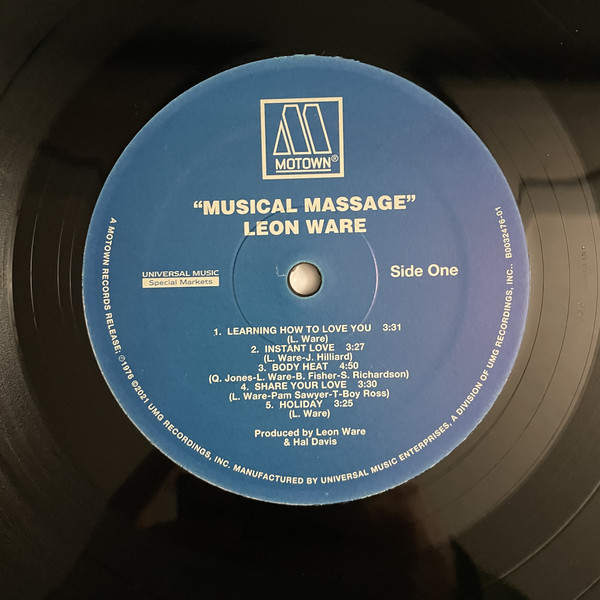 MOTOWN®
“MUSICAL MASSAGE”
LEON WARE
UNIVERSAL MUSIC
Special Markets
Side One
1. LEARNING HOW TO LOVE YOU 3:31
(L. Ware)
2. INSTANT LOVE 3:27
(L. Ware-J. Hilliard)
3. BODY HEAT 4:50
(Q. Jones-L. Ware-B. Fisher-S. Richardson)
4. SHARE YOUR LOVE 3:30
(L. Ware-Pam Sawyer-T-Boy Ross)
5. HOLIDAY 3:25
(L. Ware)
Produced by Leon Ware
& Hal Davis
A MOTOWN RECORDS RELEASE; ℗1976 ©2021 UMG RECORDINGS, INC. MANUFACTURED BY UNIVERSAL MUSIC ENTERPRISES, A DIVISION OF UMG RECORDINGS, INC.. B0032476-01